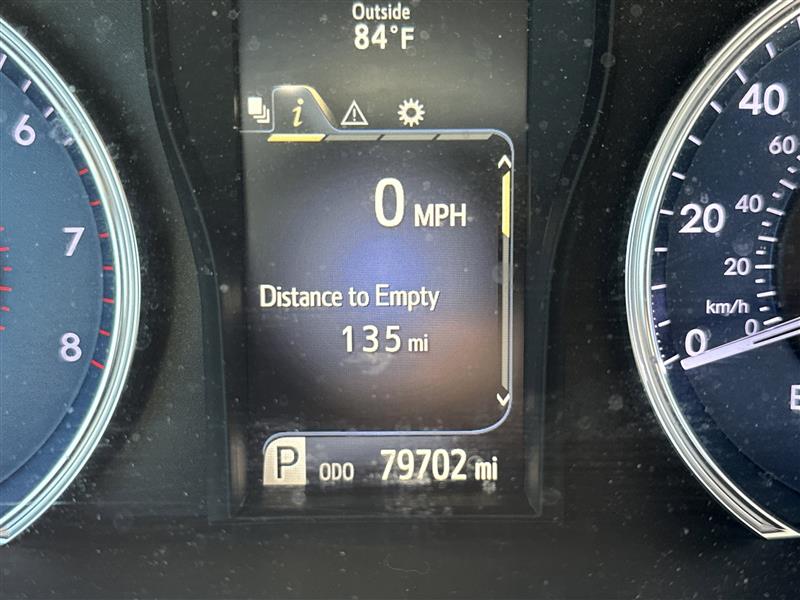 Outside
84°F
i
0 MPH
Distance to Empty
135 mi
P ODO 79702 mi
6
7
8
40
60
20
40
20
km/h
0
0
E